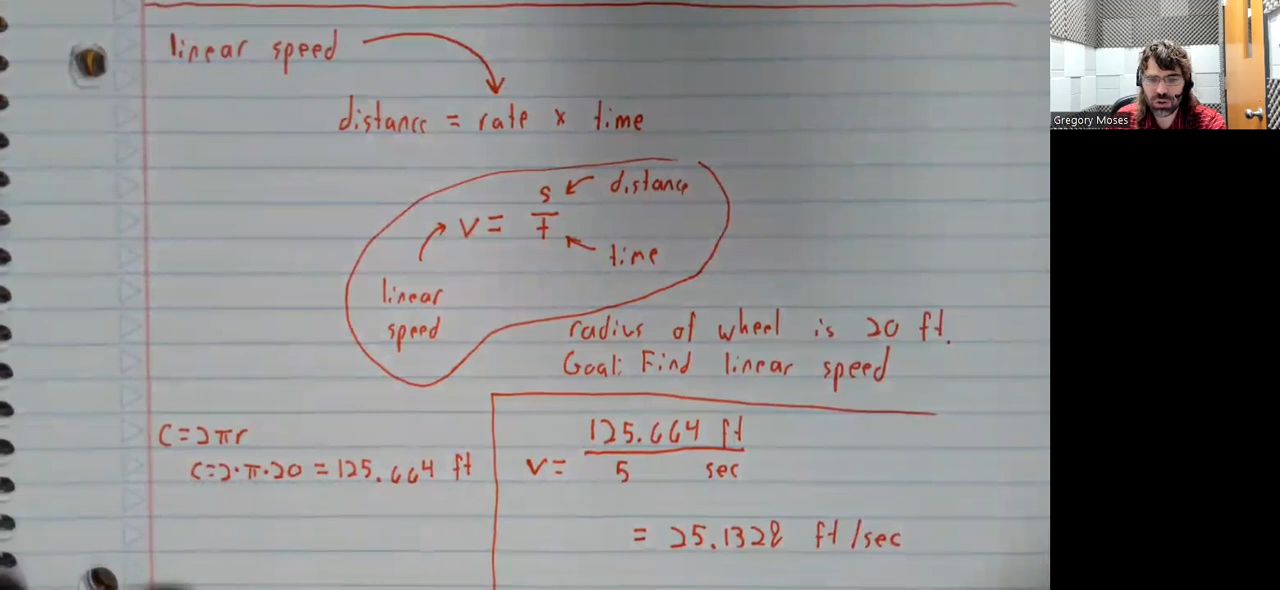 linear speed
distance = rate x time
v = s/t
distance
time
linear
speed
radius of wheel is 20 ft.
Goal: Find linear speed
C=2πr
C=2·π·20 = 125.664 ft
v= 125.664 ft / 5 sec
= 25.1328 ft/sec
Gregory Moses